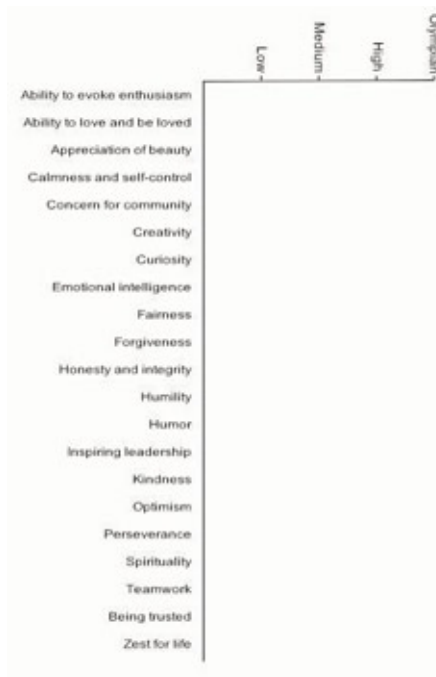 Low
Medium
High
Olympian
Ability to evoke enthusiasm
Ability to love and be loved
Appreciation of beauty
Calmness and self-control
Concern for community
Creativity
Curiosity
Emotional intelligence
Fairness
Forgiveness
Honesty and integrity
Humility
Humor
Inspiring leadership
Kindness
Optimism
Perseverance
Spirituality
Teamwork
Being trusted
Zest for life